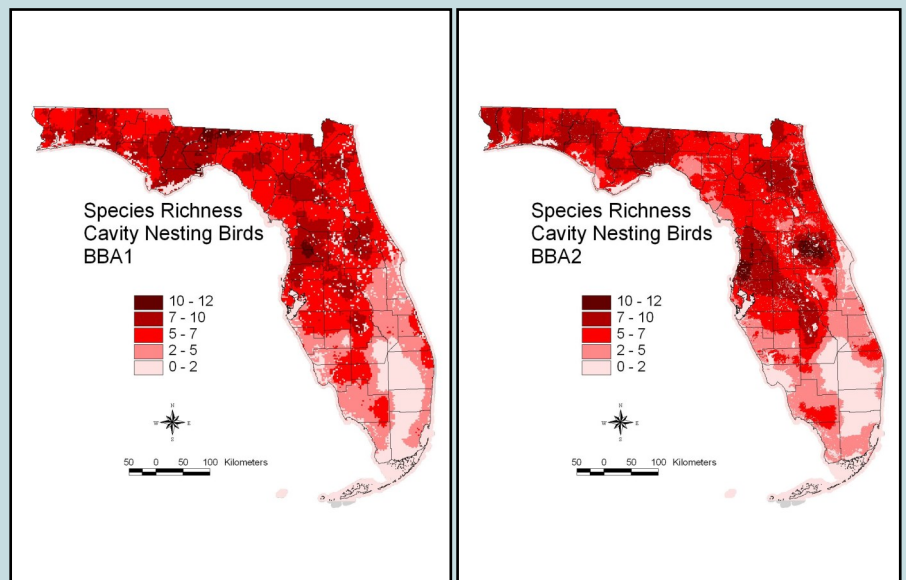 Species Richness
Cavity Nesting Birds
BBA1
10 - 12
7 - 10
5 - 7
2 - 5
0 - 2
N
W E
S
50 0 50 100 Kilometers
Species Richness
Cavity Nesting Birds
BBA2
10 - 12
7 - 10
5 - 7
2 - 5
0 - 2
N
W E
S
50 0 50 100 Kilometers